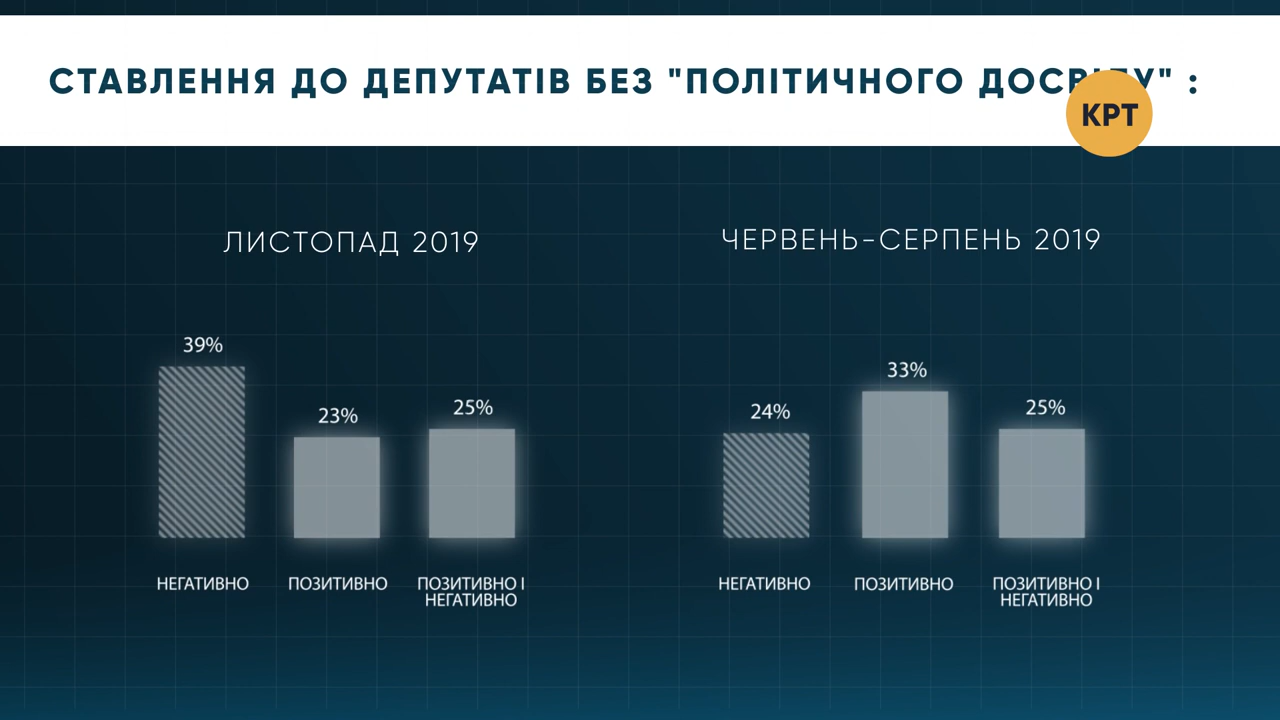 СТАВЛЕННЯ ДО ДЕПУТАТІВ БЕЗ "ПОЛІТИЧНОГО ДОСВІДУ" :
КРТ
ЛИСТОПАД 2019
39%
23%
25%
НЕГАТИВНО
ПОЗИТИВНО
ПОЗИТИВНО І
НЕГАТИВНО
ЧЕРВЕНЬ-СЕРПЕНЬ 2019
24%
33%
25%
НЕГАТИВНО
ПОЗИТИВНО
ПОЗИТИВНО І
НЕГАТИВНО